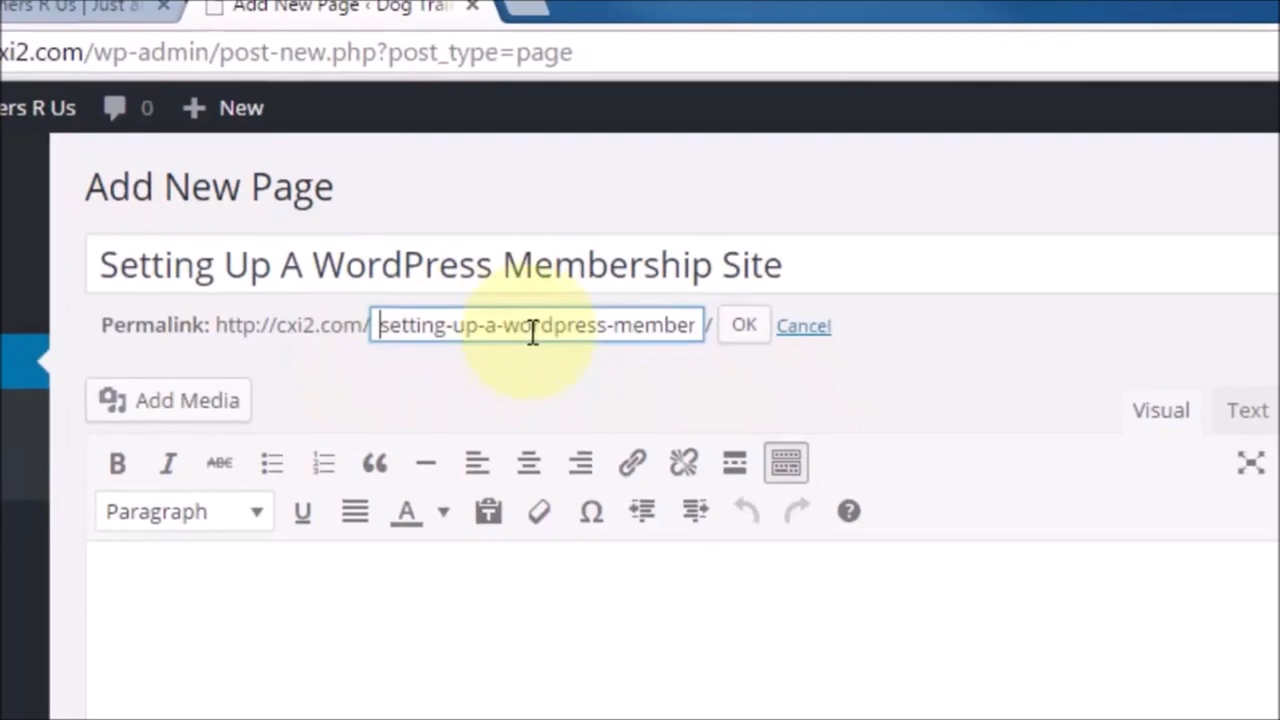 ners R Us | Just a
Add New Page ‹ Dog Trai
xi2.com/wp-admin/post-new.php?post_type=page
ers R Us 0 New
Add New Page
Setting Up A WordPress Membership Site
Permalink: http://cxi2.com/setting-up-a-wordpress-member / OK Cancel
Add Media
Visual Text
B I ABC
Paragraph U A Ω ?